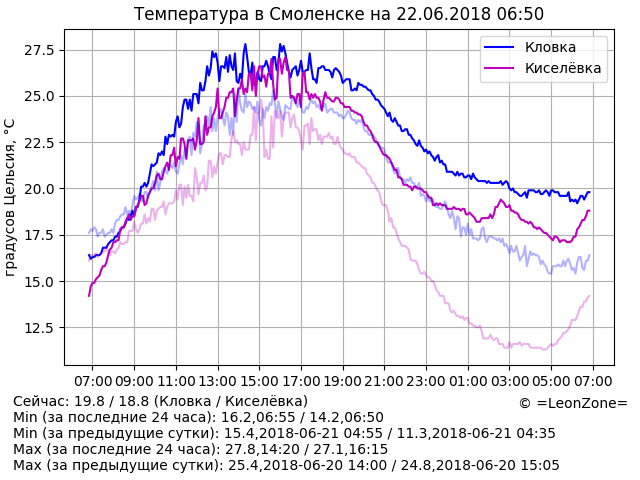 Температура в Смоленске на 22.06.2018 06:50
Кловка
Киселёвка
градусов Цельсия, °C
27.5
25.0
22.5
20.0
17.5
15.0
12.5
07:00 09:00 11:00 13:00 15:00 17:00 19:00 21:00 23:00 01:00 03:00 05:00 07:00
Сейчас: 19.8 / 18.8 (Кловка / Киселёвка)
© =LeonZone=
Min (за последние 24 часа): 16.2,06:55 / 14.2,06:50
Min (за предыдущие сутки): 15.4,2018-06-21 04:55 / 11.3,2018-06-21 04:35
Max (за последние 24 часа): 27.8,14:20 / 27.1,16:15
Max (за предыдущие сутки): 25.4,2018-06-20 14:00 / 24.8,2018-06-20 15:05